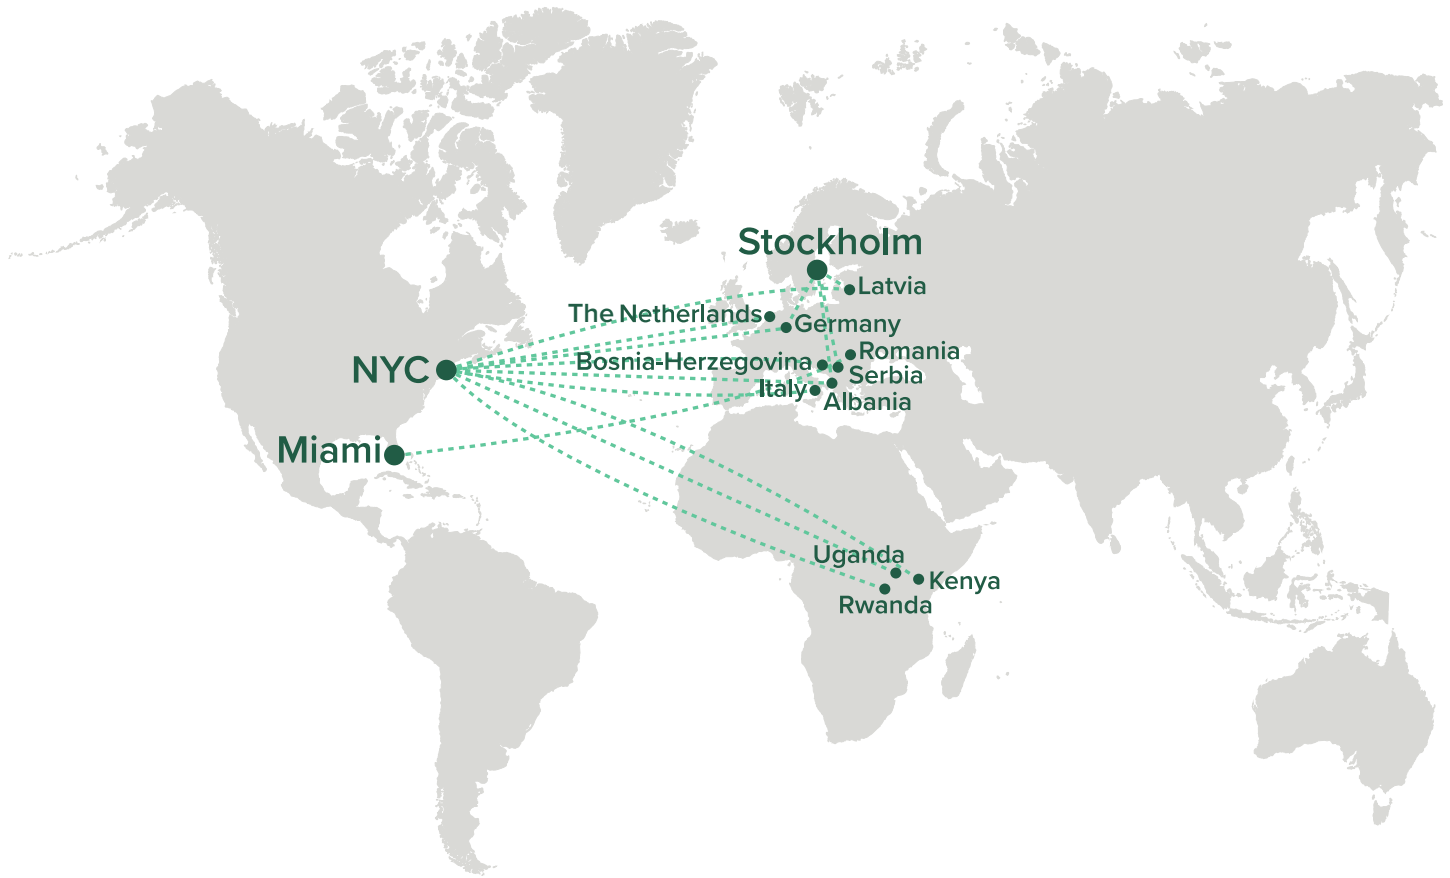 Stockholm
Latvia
The Netherlands
Germany
Romania
Bosnia-Herzegovina
NYC
Serbia
Italy
Albania
Miami
Uganda
Kenya
Rwanda